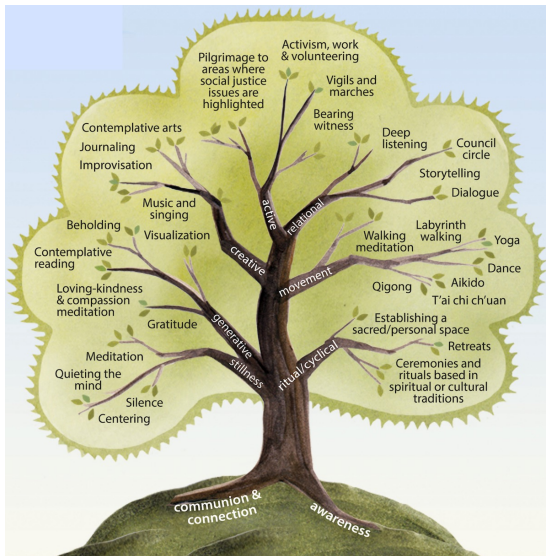 Activism, work
& volunteering
Pilgrimage to
areas where
social justice
issues are
highlighted
Vigils and
marches
Bearing
witness
Deep
listening
Council
circle
Storytelling
Dialogue
Contemplative arts
Journaling
Improvisation
Music and
singing
active
relational
creative
Beholding
Visualization
Contemplative
reading
Loving-kindness
& compassion
meditation
Gratitude
generative
Walking
meditation
Labyrinth
walking
Yoga
Dance
Aikido
T'ai chi ch'uan
Qigong
movement
Meditation
Quieting the
mind
Silence
Centering
stillness
Establishing a
sacred/personal space
Retreats
Ceremonies and
rituals based in
spiritual or cultural
traditions
ritual/cyclical
communion &
connection
awareness